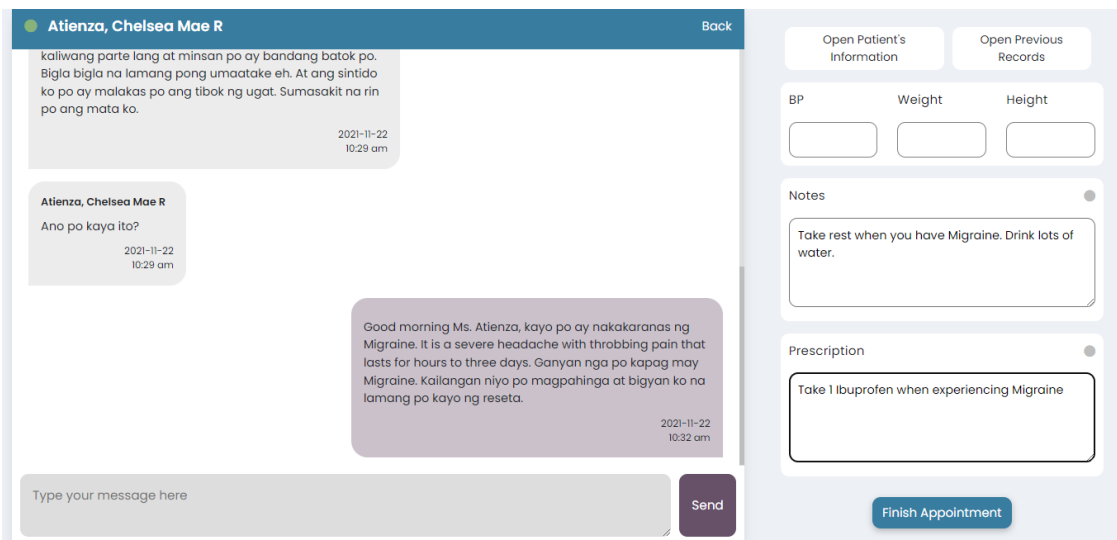 Atienza, Chelsea Mae R
Back
kaliwang parte lang at minsan po ay bandang batok po.
Bigla bigla na lamang pong umaatake eh. At ang sintido
ko po ay malakas po ang tibok ng ugat. Sumasakit na rin
po ang mata ko.
2021-11-22
10:29 am
Atienza, Chelsea Mae R
Ano po kaya ito?
2021-11-22
10:29 am
Good morning Ms. Atienza, kayo po ay nakakaranas ng
Migraine. It is a severe headache with throbbing pain that
lasts for hours to three days. Ganyan nga po kapag may
Migraine. Kailangan niyo po magpahinga at bigyan ko na
lamang po kayo ng reseta.
2021-11-22
10:32 am
Type your message here
Send
Open Patient's
Information
Open Previous
Records
BP
Weight
Height
Notes
Take rest when you have Migraine. Drink lots of
water.
Prescription
Take 1 Ibuprofen when experiencing Migraine
Finish Appointment